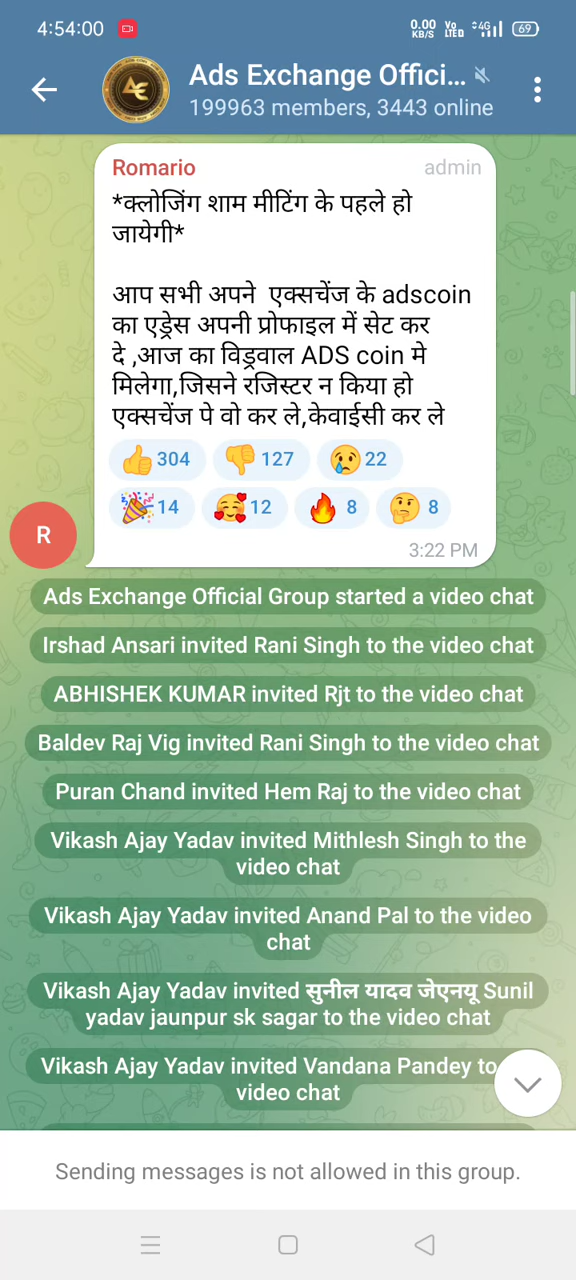 4:54:00
0.00 KB/S Vo LTE 4G 69
Ads Exchange Offici...
199963 members, 3443 online
Romario admin
*क्लोजिंग शाम मीटिंग के पहले हो
जायेगी*
आप सभी अपने एक्सचेंज के adscoin
का एड्रेस अपनी प्रोफाइल में सेट कर
दे ,आज का विड्रवाल ADS coin मे
मिलेगा,जिसने रजिस्टर न किया हो
एक्सचेंज पे वो कर ले,केवाईसी कर ले
304 127 22
14 12 8 8
R
3:22 PM
Ads Exchange Official Group started a video chat
Irshad Ansari invited Rani Singh to the video chat
ABHISHEK KUMAR invited Rjt to the video chat
Baldev Raj Vig invited Rani Singh to the video chat
Puran Chand invited Hem Raj to the video chat
Vikash Ajay Yadav invited Mithlesh Singh to the
video chat
Vikash Ajay Yadav invited Anand Pal to the video
chat
Vikash Ajay Yadav invited सुनील यादव जेएनयू Sunil
yadav jaunpur sk sagar to the video chat
Vikash Ajay Yadav invited Vandana Pandey to
video chat
Sending messages is not allowed in this group.